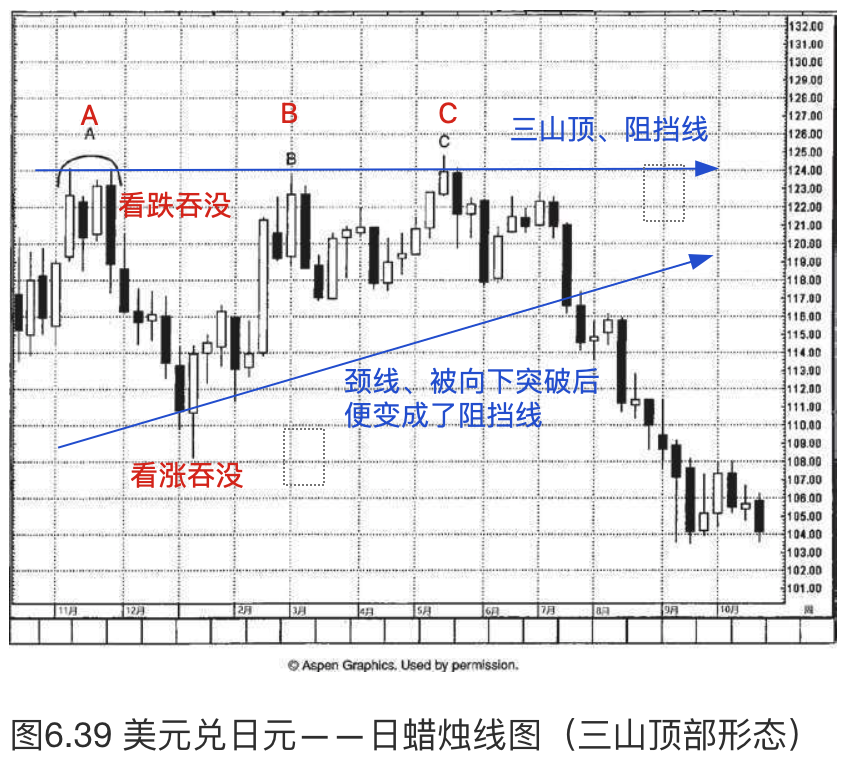 132.00
131.00
130.00
129.00
128.00
127.00
126.00
125.00
124.00
123.00
122.00
121.00
120.00
119.00
118.00
117.00
116.00
115.00
114.00
113.00
112.00
111.00
110.00
109.00
108.00
107.00
106.00
105.00
104.00
103.00
102.00
101.00
A
B
C
A
B
C
三山顶、阻挡线
看跌吞没
颈线、被向下突破后
便变成了阻挡线
看涨吞没
11月 12月 2月 3月 4月 5月 6月 7月 8月 9月 10月 周
© Aspen Graphics. Used by permission.
图6.39 美元兑日元——日蜡烛线图（三山顶部形态）